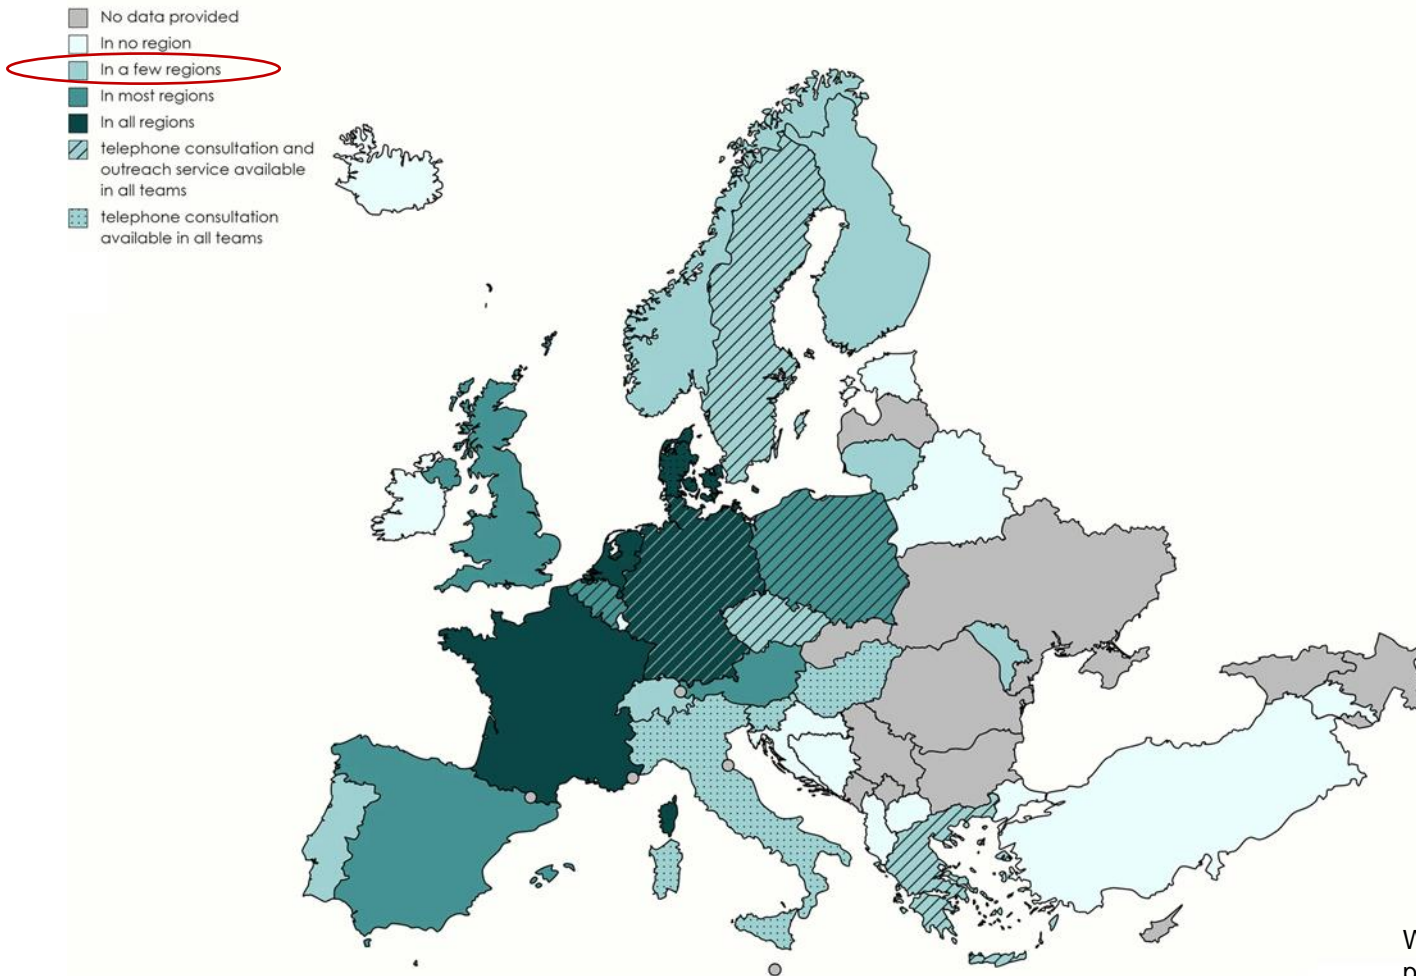 No data provided
In no region
In a few regions
In most regions
In all regions
telephone consultation and
outreach service available
in all teams
telephone consultation
available in all teams